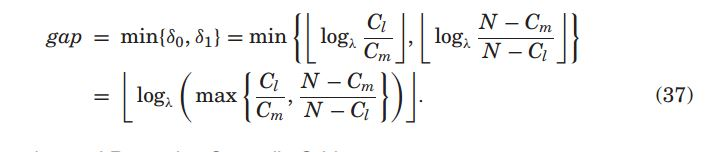 gap = min{δ₀, δ₁} = min { ⌊ log_λ C_l / C_m ⌋, ⌊ log_λ (N − C_m) / (N − C_l) ⌋ }
= ⌊ log_λ ( max { C_l / C_m, (N − C_m) / (N − C_l) } ) ⌋. (37)